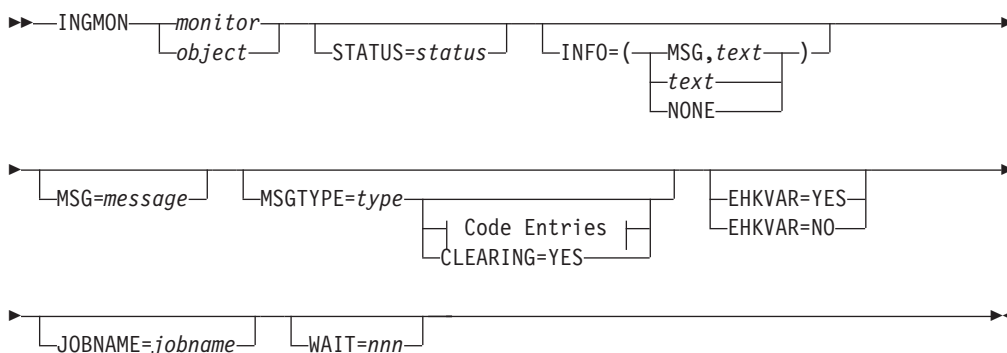 INGMON monitor
object
STATUS=status
INFO=( MSG,text )
text
NONE
MSG=message
MSGTYPE=type
Code Entries
CLEARING=YES
EHKVAR=YES
EHKVAR=NO
JOBNAME=jobname
WAIT=nnn